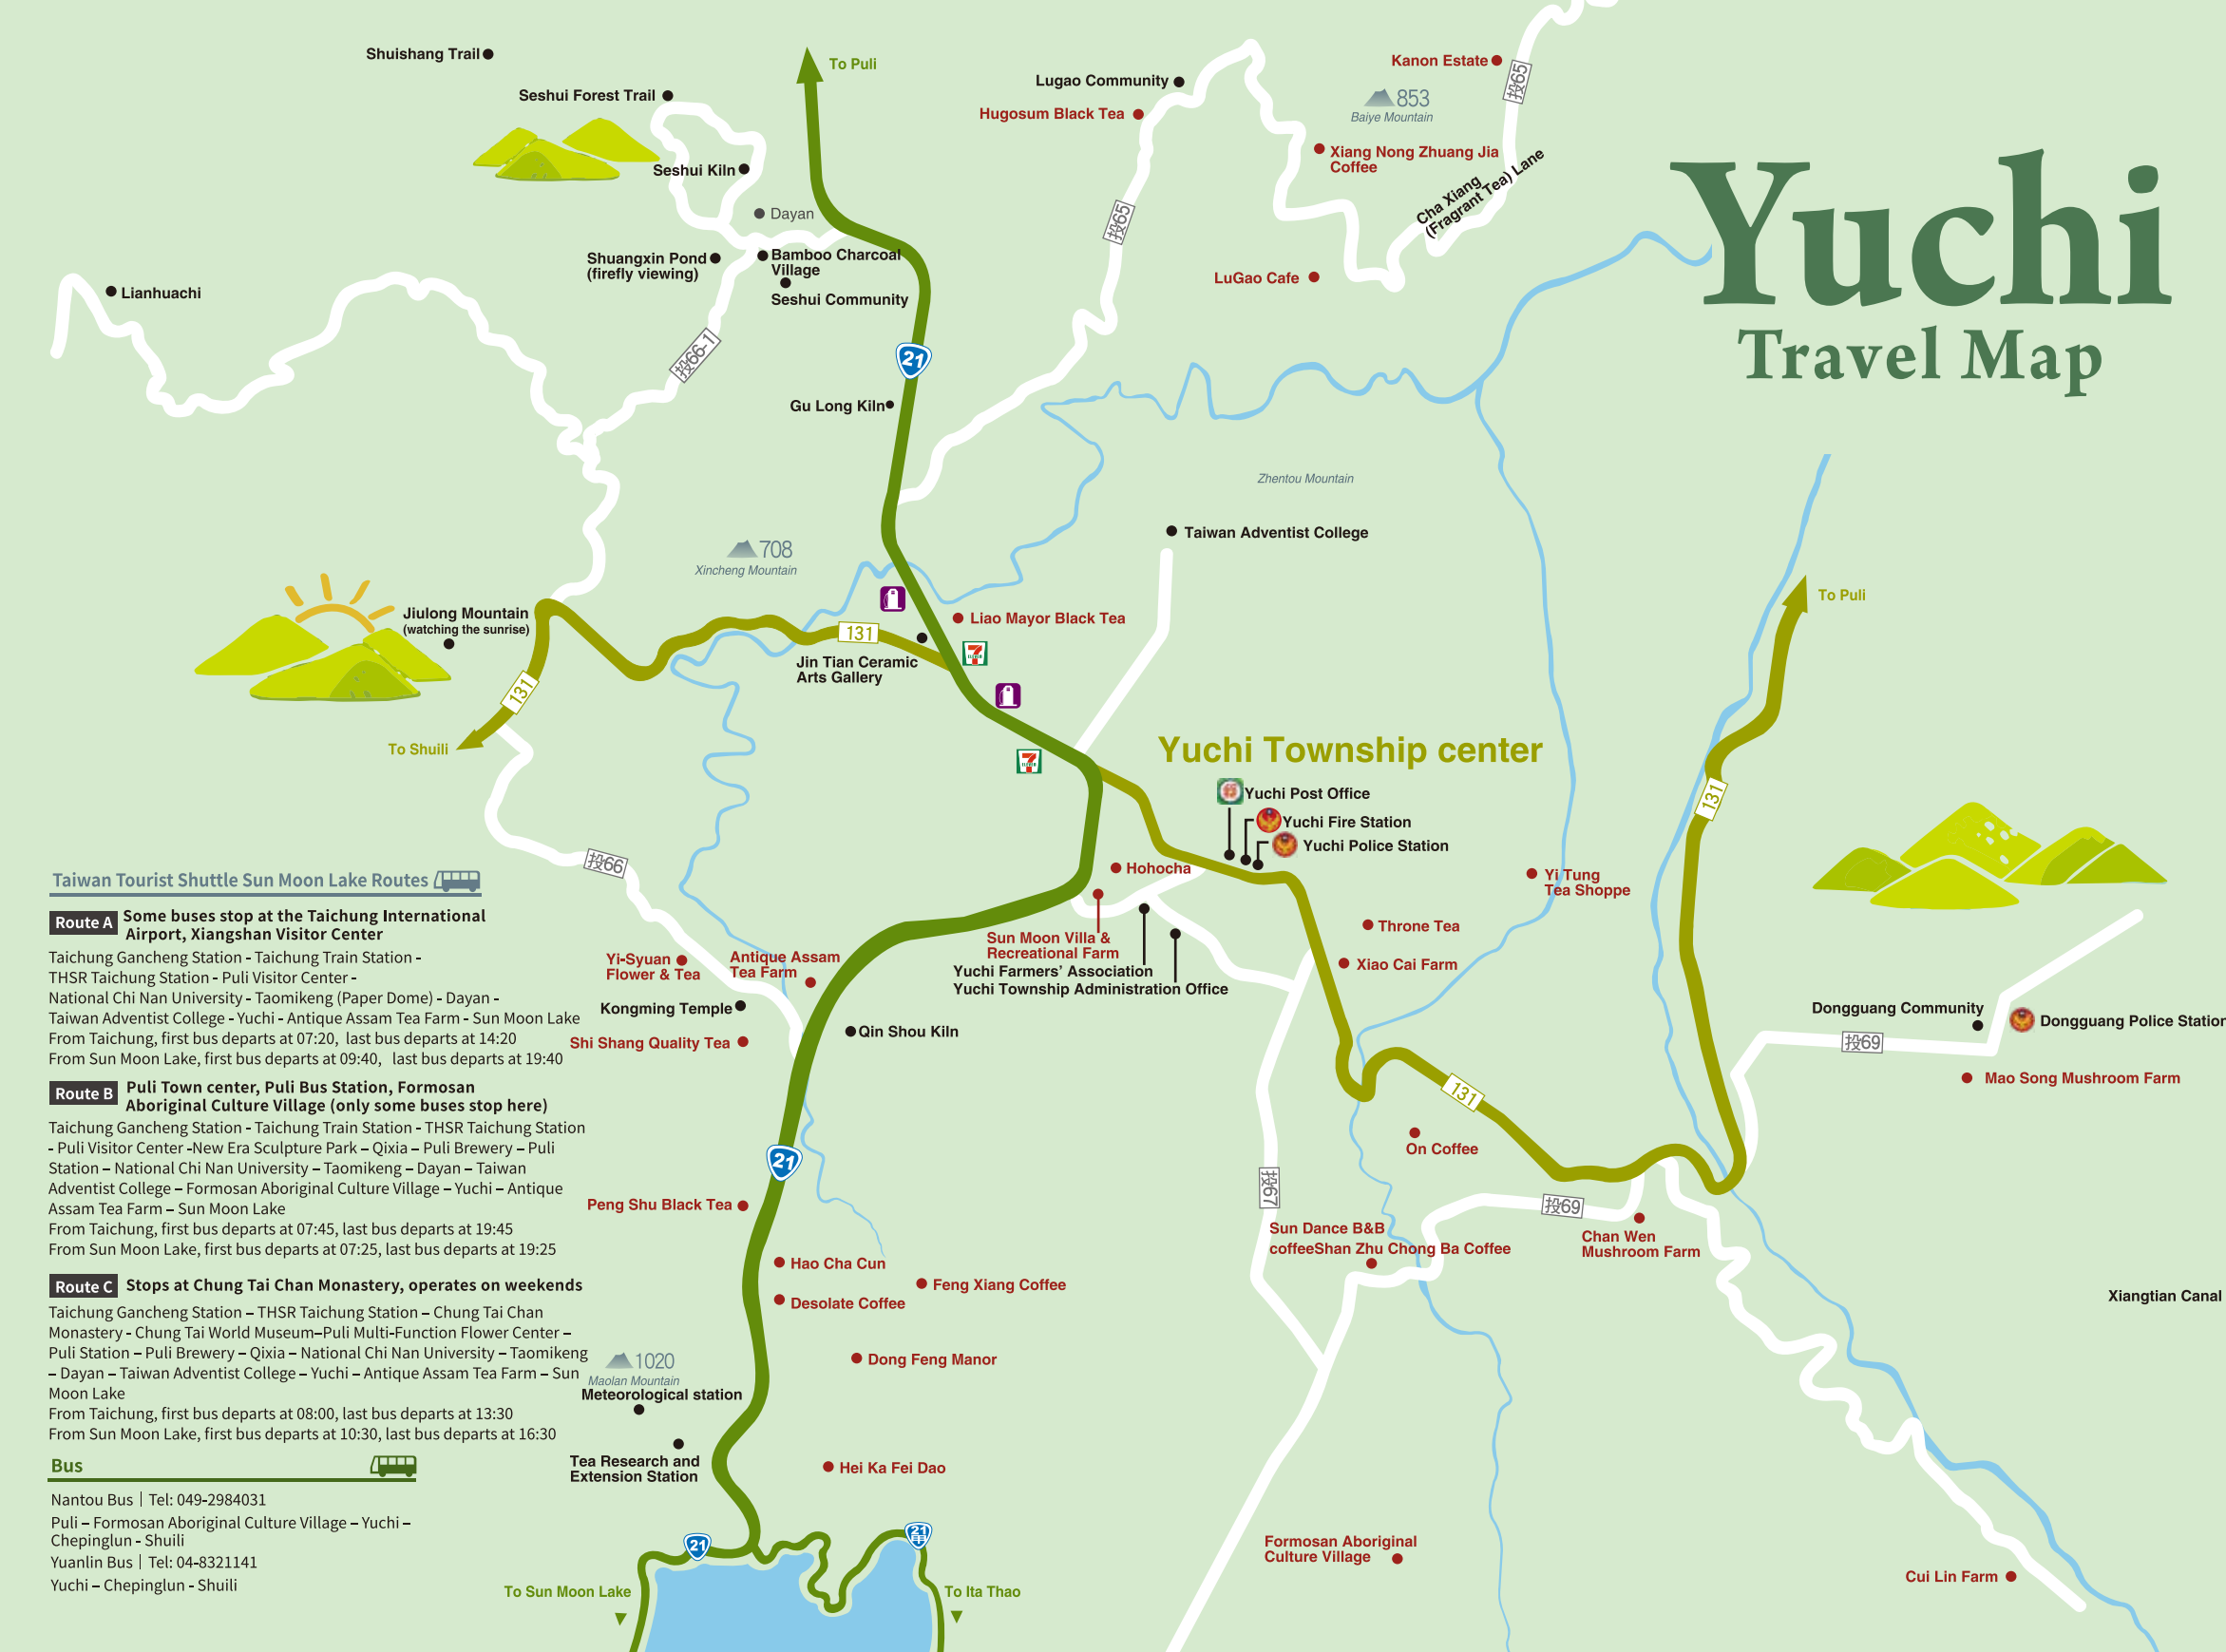 Yuchi
Travel Map
Shuishang Trail
To Puli
Seshui Forest Trail
Lugao Community
Hugosum Black Tea
Kanon Estate
853
Baiye Mountain
投65
Xiang Nong Zhuang Jia
Coffee
Cha Xiang
(Fragrant Tea) Lane
Seshui Kiln
Dayan
投65
Shuangxin Pond
(firefly viewing)
Bamboo Charcoal
Village
Seshui Community
LuGao Cafe
Lianhuachi
投66-1
21
Gu Long Kiln
Zhentou Mountain
Taiwan Adventist College
708
Xincheng Mountain
To Puli
Jiulong Mountain
(watching the sunrise)
Liao Mayor Black Tea
131
7
ELEVEN
Jin Tian Ceramic
Arts Gallery
131
To Shuili
7
ELEVEN
Yuchi Township center
131
Yuchi Post Office
Yuchi Fire Station
Yuchi Police Station
投66
Hohocha
Yi Tung
Tea Shoppe
Throne Tea
Sun Moon Villa &
Recreational Farm
Xiao Cai Farm
Yuchi Farmers' Association
Yuchi Township Administration Office
Yi-Syuan
Flower & Tea
Antique Assam
Tea Farm
Kongming Temple
Qin Shou Kiln
Shi Shang Quality Tea
Dongguang Community
Dongguang Police Station
投69
Mao Song Mushroom Farm
131
On Coffee
21
投67
投69
Peng Shu Black Tea
Sun Dance B&B
coffeeShan Zhu Chong Ba Coffee
Chan Wen
Mushroom Farm
Hao Cha Cun
Feng Xiang Coffee
Desolate Coffee
Xiangtian Canal
Dong Feng Manor
1020
Maolan Mountain
Meteorological station
Tea Research and
Extension Station
Hei Ka Fei Dao
21
21
Formosan Aboriginal
Culture Village
Cui Lin Farm
To Sun Moon Lake
To Ita Thao
Taiwan Tourist Shuttle Sun Moon Lake Routes
Route A Some buses stop at the Taichung International
Airport, Xiangshan Visitor Center
Taichung Gancheng Station - Taichung Train Station -
THSR Taichung Station - Puli Visitor Center -
National Chi Nan University - Taomikeng (Paper Dome) - Dayan -
Taiwan Adventist College - Yuchi - Antique Assam Tea Farm - Sun Moon Lake
From Taichung, first bus departs at 07:20, last bus departs at 14:20
From Sun Moon Lake, first bus departs at 09:40, last bus departs at 19:40
Route B Puli Town center, Puli Bus Station, Formosan
Aboriginal Culture Village (only some buses stop here)
Taichung Gancheng Station - Taichung Train Station - THSR Taichung Station
- Puli Visitor Center -New Era Sculpture Park – Qixia – Puli Brewery – Puli
Station – National Chi Nan University – Taomikeng – Dayan – Taiwan
Adventist College – Formosan Aboriginal Culture Village – Yuchi – Antique
Assam Tea Farm – Sun Moon Lake
From Taichung, first bus departs at 07:45, last bus departs at 19:45
From Sun Moon Lake, first bus departs at 07:25, last bus departs at 19:25
Route C Stops at Chung Tai Chan Monastery, operates on weekends
Taichung Gancheng Station – THSR Taichung Station – Chung Tai Chan
Monastery - Chung Tai World Museum–Puli Multi-Function Flower Center –
Puli Station – Puli Brewery – Qixia – National Chi Nan University – Taomikeng
– Dayan – Taiwan Adventist College – Yuchi – Antique Assam Tea Farm – Sun
Moon Lake
From Taichung, first bus departs at 08:00, last bus departs at 13:30
From Sun Moon Lake, first bus departs at 10:30, last bus departs at 16:30
Bus
Nantou Bus | Tel: 049-2984031
Puli – Formosan Aboriginal Culture Village – Yuchi –
Chepinglun - Shuili
Yuanlin Bus | Tel: 04-8321141
Yuchi – Chepinglun - Shuili